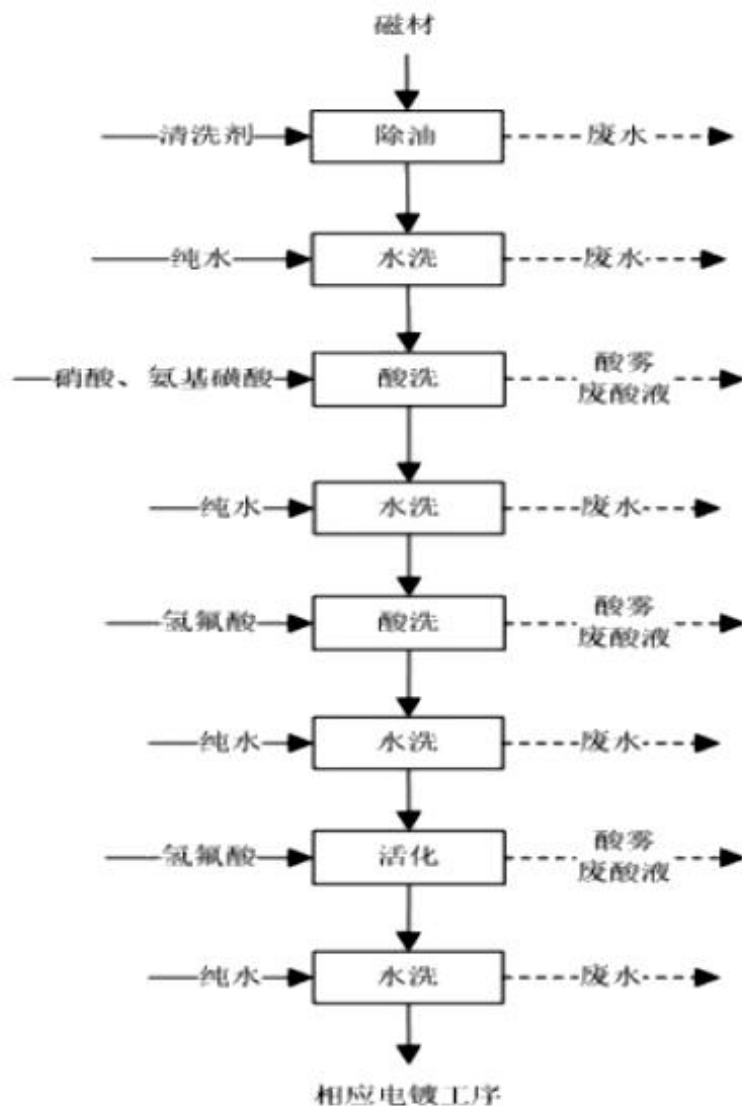 磁材
清洗剂 除油 废水
纯水 水洗 废水
硝酸、氨基磺酸 酸洗 酸雾
废酸液
纯水 水洗 废水
氢氟酸 酸洗 酸雾
废酸液
纯水 水洗 废水
氢氟酸 活化 酸雾
废酸液
纯水 水洗 废水
相应电镀工序